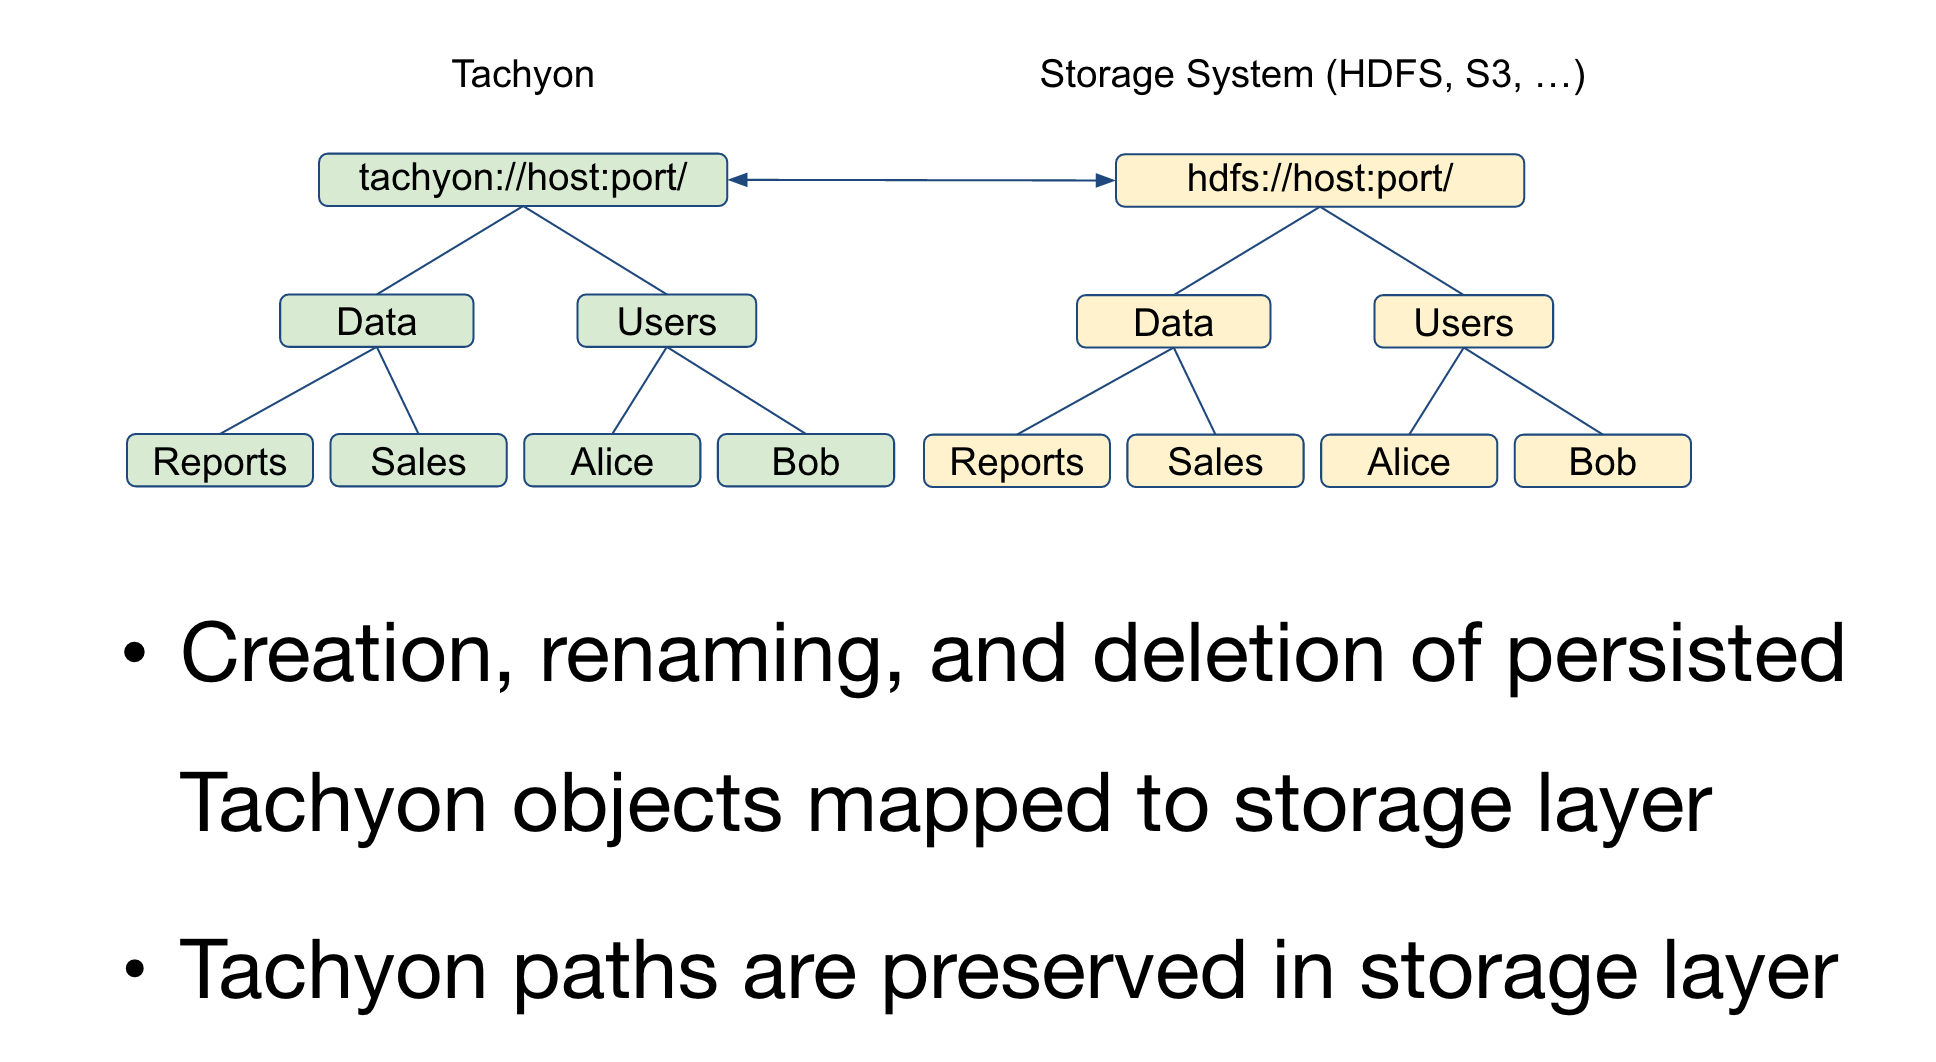 Tachyon
Storage System (HDFS, S3, …)
tachyon://host:port/
hdfs://host:port/
Data
Users
Data
Users
Reports
Sales
Alice
Bob
Reports
Sales
Alice
Bob
• Creation, renaming, and deletion of persisted
Tachyon objects mapped to storage layer
• Tachyon paths are preserved in storage layer